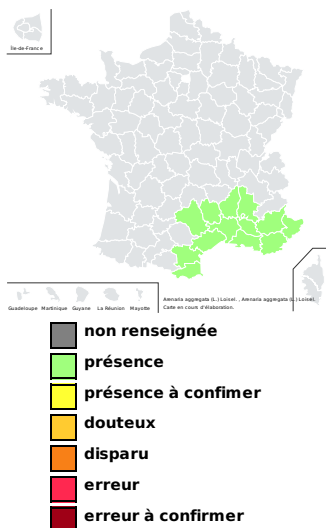 Île-de-France
Guadeloupe Martinique Guyane La Réunion Mayotte
Arenaria aggregata (L.) Loisel. , Arenaria aggregata (L.) Loisel.
Carte en cours d'élaboration.
non renseignée
présence
présence à confimer
douteux
disparu
erreur
erreur à confirmer